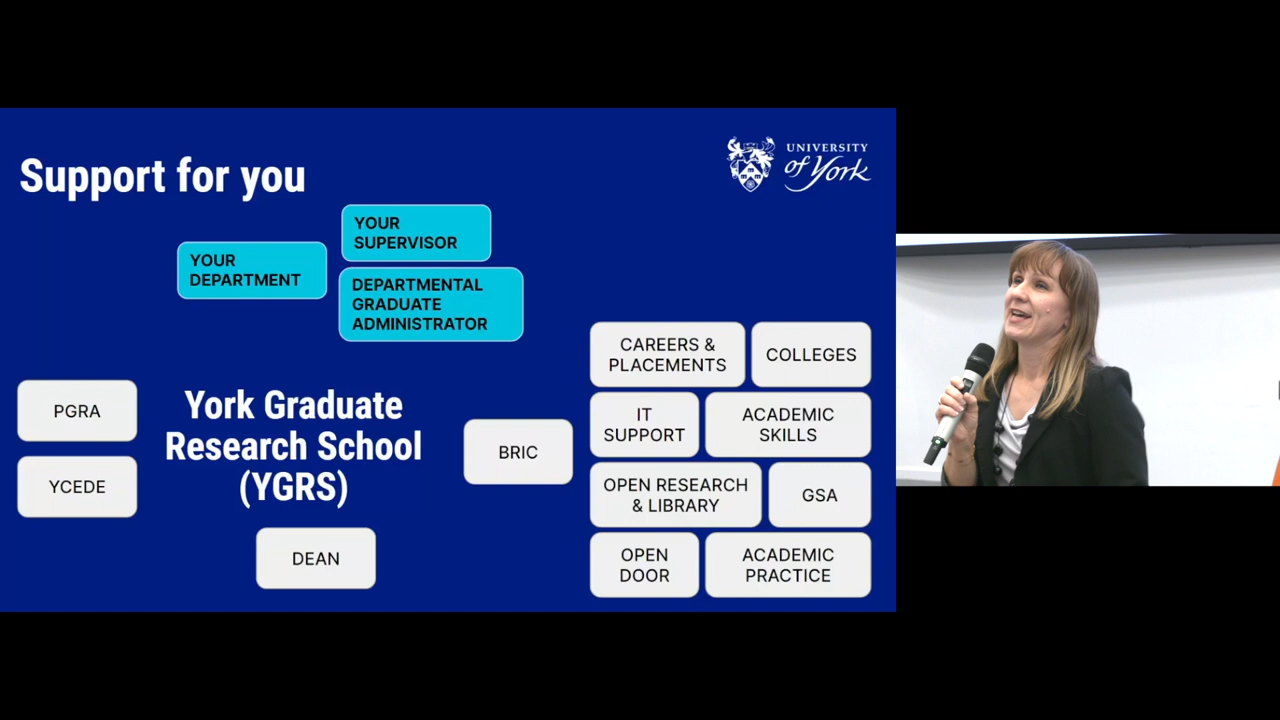 Support for you
UNIVERSITY
of York
YOUR
SUPERVISOR
YOUR
DEPARTMENT
DEPARTMENTAL
GRADUATE
ADMINISTRATOR
CAREERS &
PLACEMENTS
COLLEGES
PGRA
York Graduate
Research School
(YGRS)
YCEDE
DEAN
BRIC
IT
SUPPORT
ACADEMIC
SKILLS
OPEN RESEARCH
& LIBRARY
GSA
OPEN
DOOR
ACADEMIC
PRACTICE